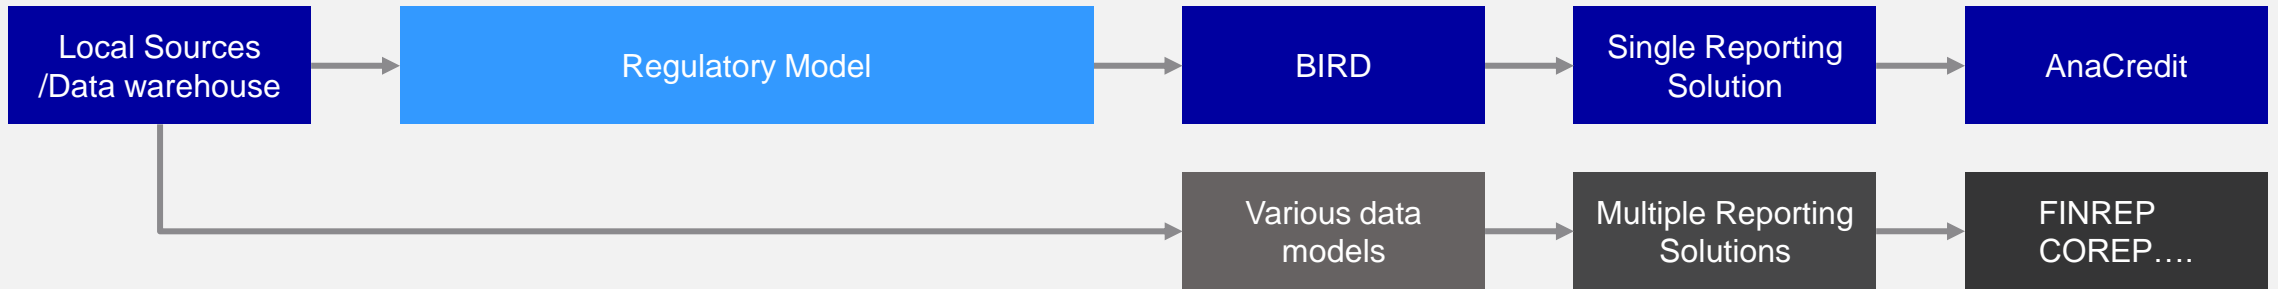 Local Sources
/Data warehouse
Regulatory Model
BIRD
Single Reporting
Solution
AnaCredit
Various data
models
Multiple Reporting
Solutions
FINREP
COREP….